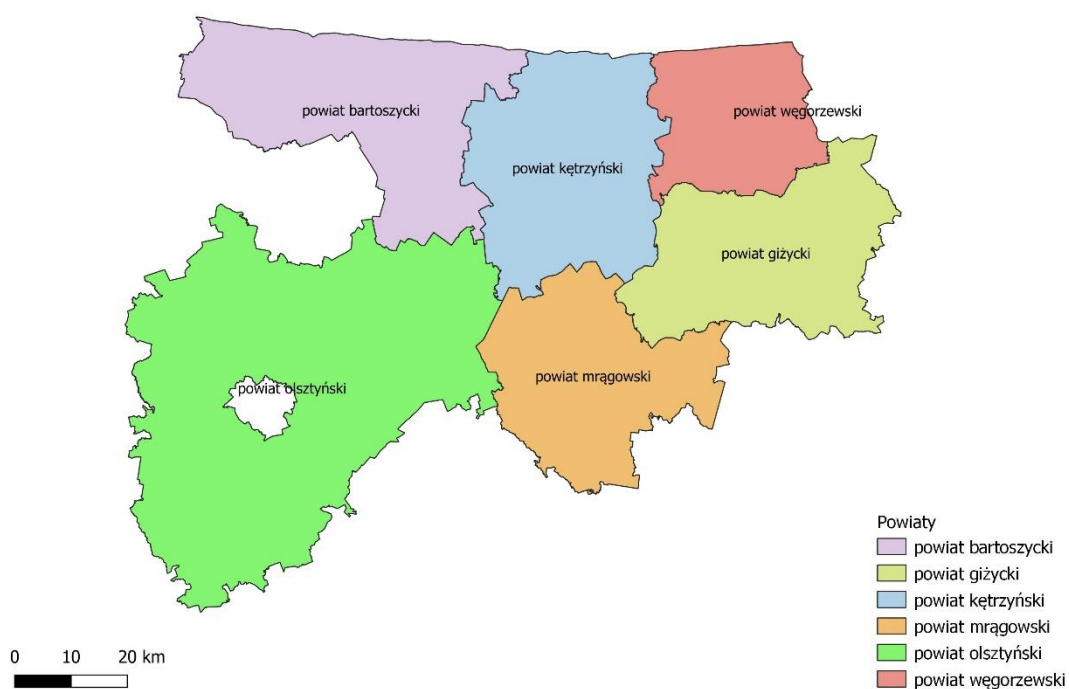 powiat bartoszycki
powiat węgorzewski
powiat kętrzyński
powiat giżycki
powiat mrągowski
powiat olsztyński
Powiaty
powiat bartoszycki
powiat giżycki
powiat kętrzyński
powiat mrągowski
powiat olsztyński
powiat węgorzewski
0 10 20 km